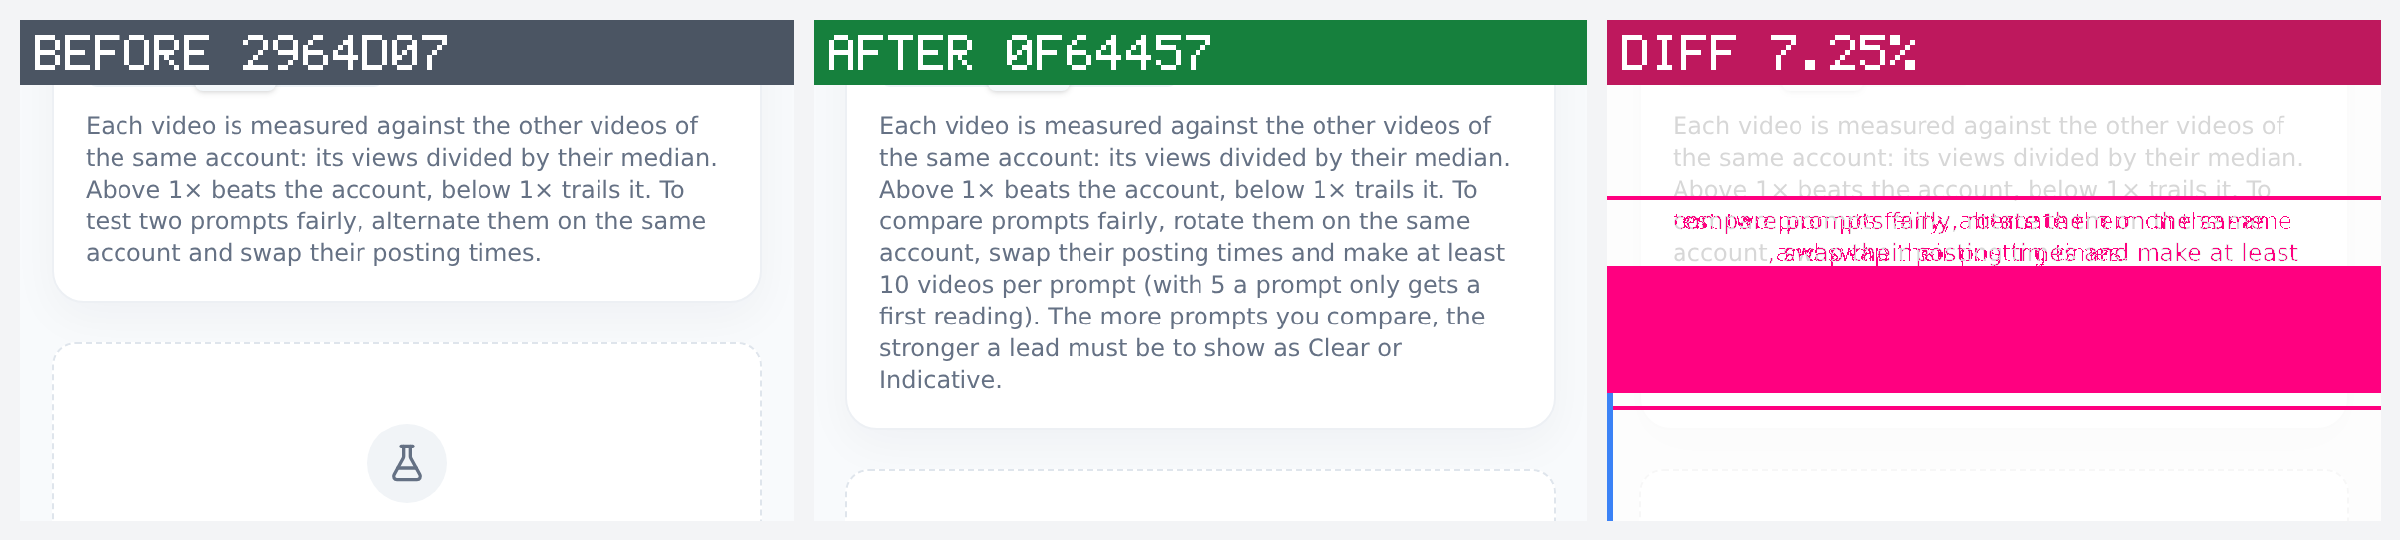 BEFORE 2964D07
Each video is measured against the other videos of
the same account: its views divided by their median.
Above 1× beats the account, below 1× trails it. To
test two prompts fairly, alternate them on the same
account and swap their posting times.
AFTER 0F64457
Each video is measured against the other videos of
the same account: its views divided by their median.
Above 1× beats the account, below 1× trails it. To
compare prompts fairly, rotate them on the same
account, swap their posting times and make at least
10 videos per prompt (with 5 a prompt only gets a
first reading). The more prompts you compare, the
stronger a lead must be to show as Clear or
Indicative.
DIFF 7.25%
Each video is measured against the other videos of
the same account: its views divided by their median.
Above 1× beats the account, below 1× trails it. To
account, and make at least